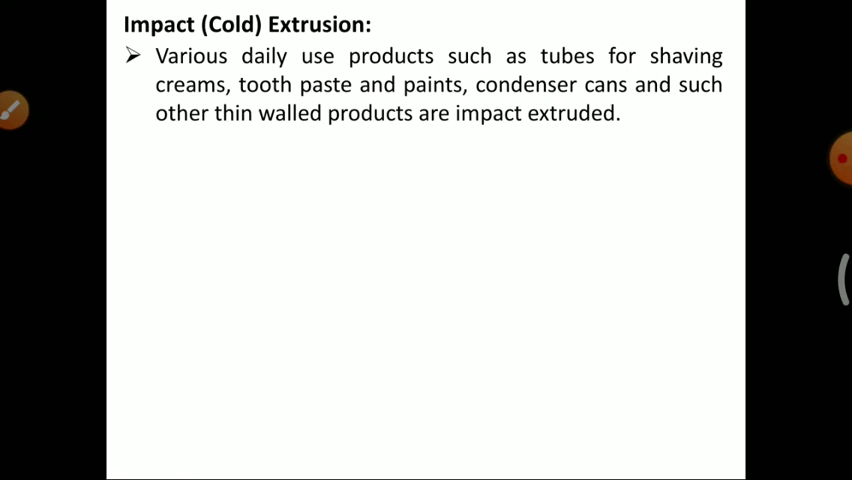 Impact (Cold) Extrusion:
➢ Various daily use products such as tubes for shaving
creams, tooth paste and paints, condenser cans and such
other thin walled products are impact extruded.